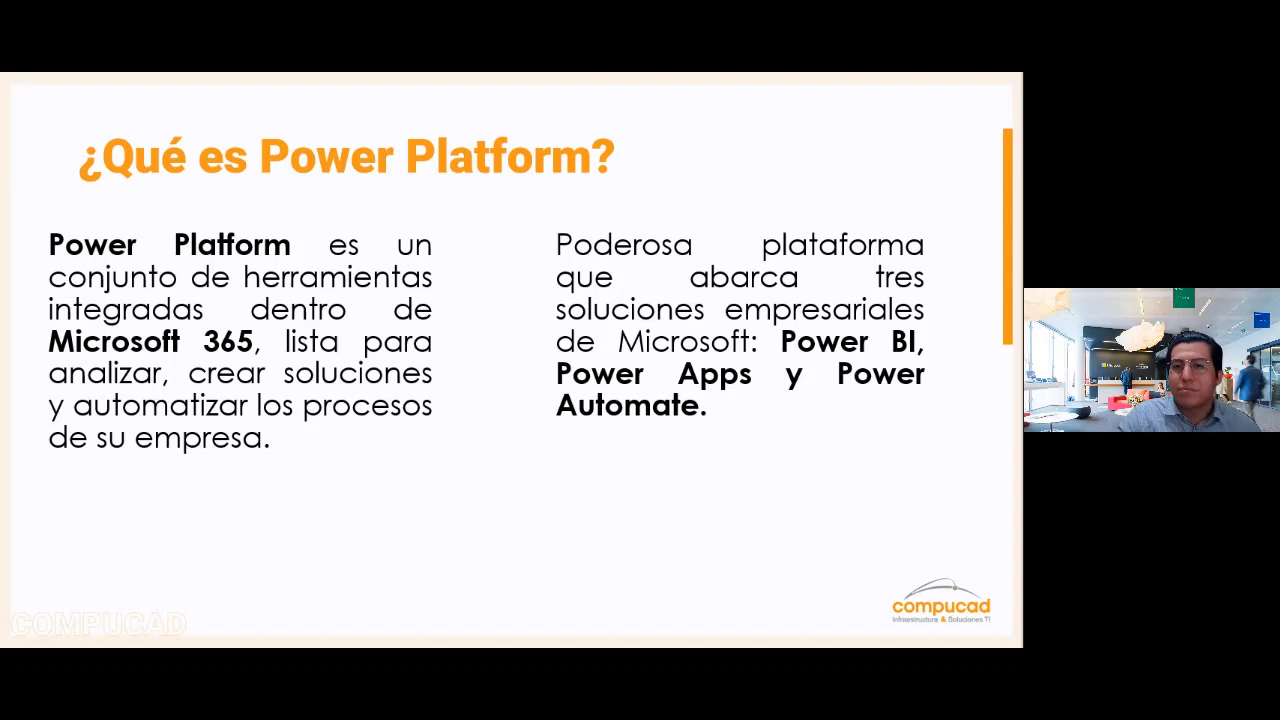 ¿Qué es Power Platform?
Power Platform es un
conjunto de herramientas
integradas dentro de
Microsoft 365, lista para
analizar, crear soluciones
y automatizar los procesos
de su empresa.
Poderosa plataforma
que abarca tres
soluciones empresariales
de Microsoft: Power BI,
Power Apps y Power
Automate.
compucad
Infraestructura & Soluciones TI
COMPUCAD